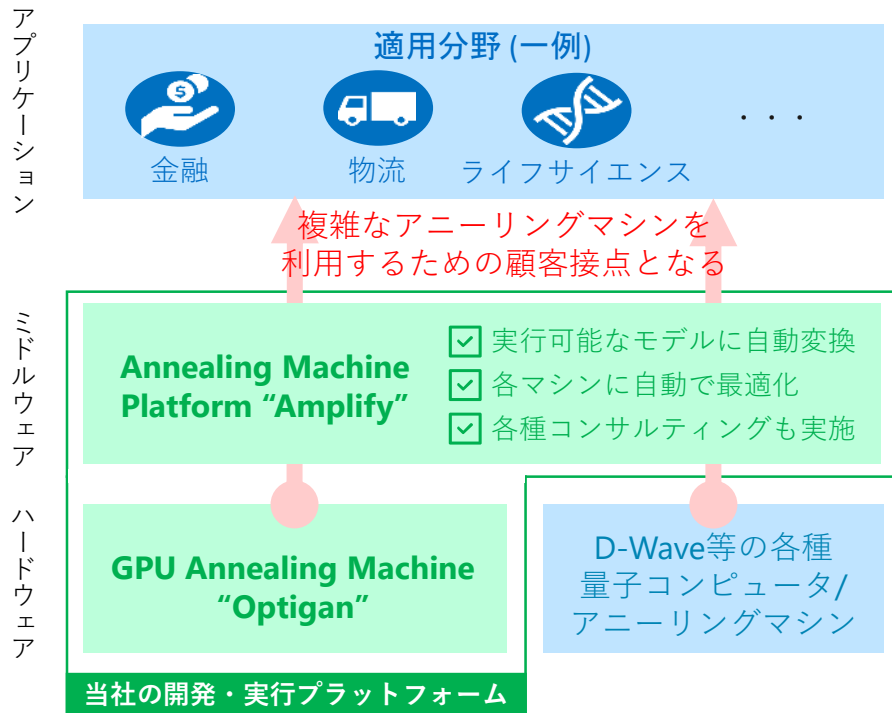 アプリケーション
適用分野 (一例)
$
金融
物流
ライフサイエンス
・・・
複雑なアニーリングマシンを
利用するための顧客接点となる
ミドルウェア
Annealing Machine
Platform “Amplify”
実行可能なモデルに自動変換
各マシンに自動で最適化
各種コンサルティングも実施
ハードウェア
GPU Annealing Machine
“Optigan”
D-Wave等の各種
量子コンピュータ/
アニーリングマシン
当社の開発・実行プラットフォーム